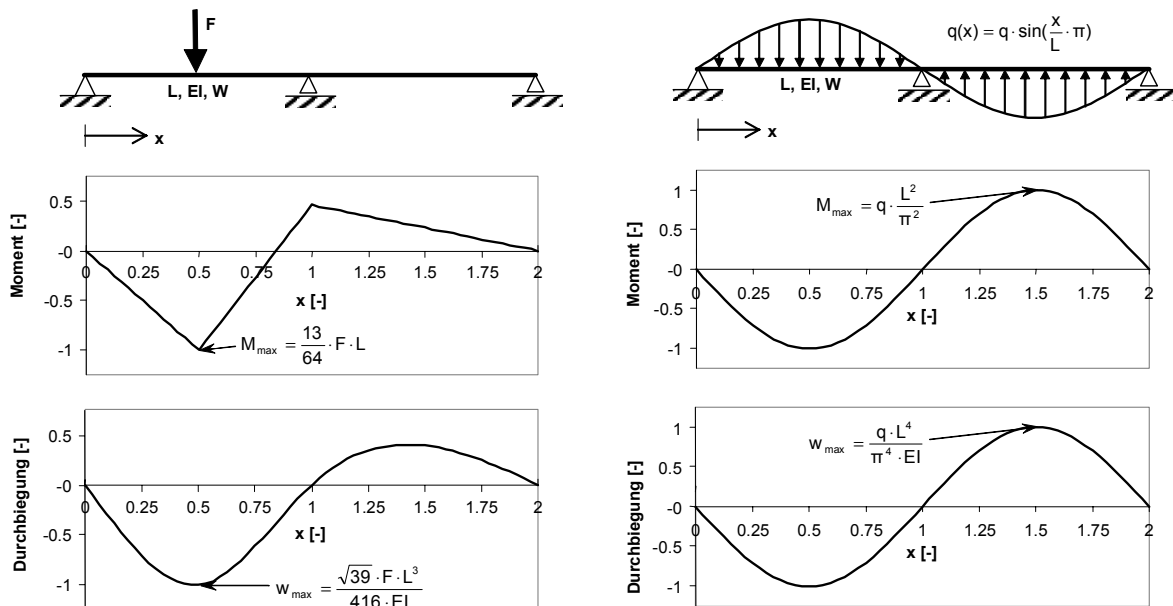 F
L, EI, W
x
Moment [-]
0.5
-0
-0.5
-1
0 0.25 0.5 0.75 1 1.25 1.5 1.75 2
x [-]
M_max = 13/64 · F · L
Durchbiegung [-]
0.5
-0
-0.5
-1
0 0.25 0.5 0.75 1 1.25 1.5 1.75 2
x [-]
w_max = √39 · F · L³ / 416 · EI
q(x) = q · sin(x/L · π)
L, EI, W
x
Moment [-]
1
0.5
-0
-0.5
-1
0 0.25 0.5 0.75 1 1.25 1.5 1.75 2
x [-]
M_max = q · L²/π²
Durchbiegung [-]
1
0.5
-0
-0.5
-1
0 0.25 0.5 0.75 1 1.25 1.5 1.75 2
x [-]
w_max = q · L⁴ / π⁴ · EI